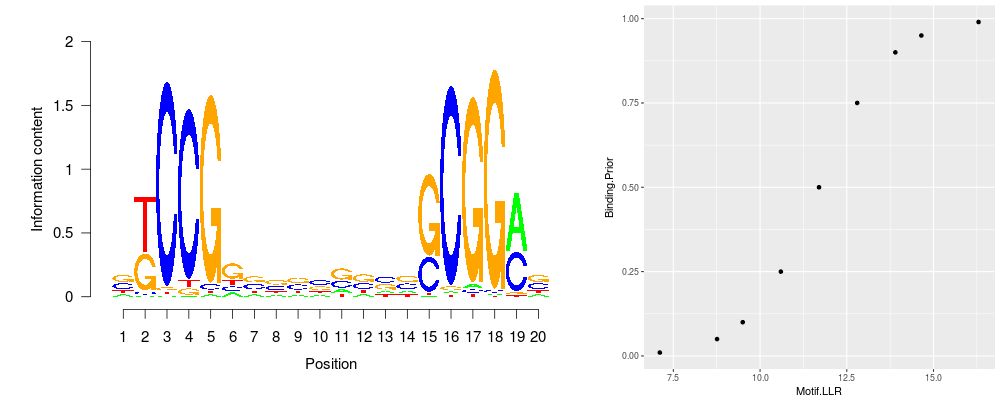 2
1.5
1
0.5
0
Information content
T
G
C
C
G
G
G
C
C
G
G
A
C
1 2 3 4 5 6 7 8 9 10 11 12 13 14 15 16 17 18 19 20
Position
1.00
0.75
0.50
0.25
0.00
Binding.Prior
7.5 10.0 12.5 15.0
Motif.LLR